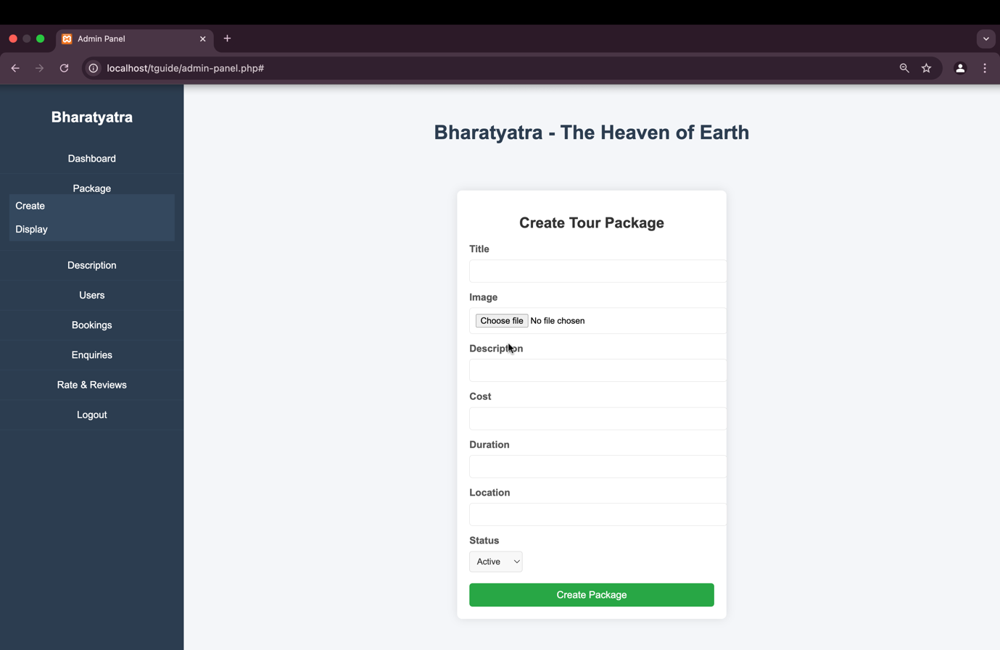 Admin Panel
localhost/tguide/admin-panel.php#
Bharatyatra
Dashboard
Package
Create
Display
Description
Users
Bookings
Enquiries
Rate & Reviews
Logout
Bharatyatra - The Heaven of Earth
Create Tour Package
Title
Image
Choose file No file chosen
Description
Cost
Duration
Location
Status
Active
Create Package